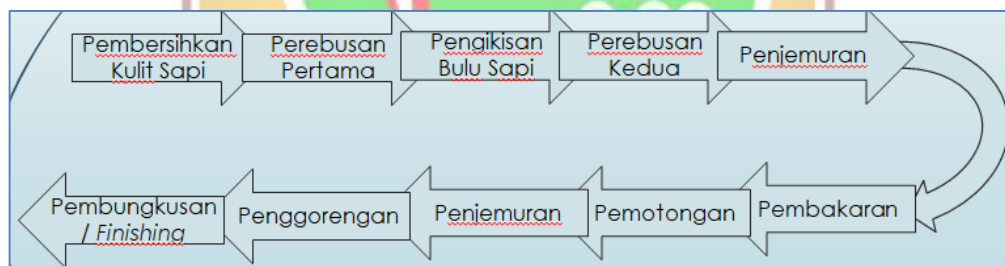 Pembersihkan
Kulit Sapi
Perebusan
Pertama
Pengikisan
Bulu Sapi
Perebusan
Kedua
Penjemuran
Pembakaran
Pemotongan
Penjemuran
Penggorengan
Pembungkusan
/ Finishing